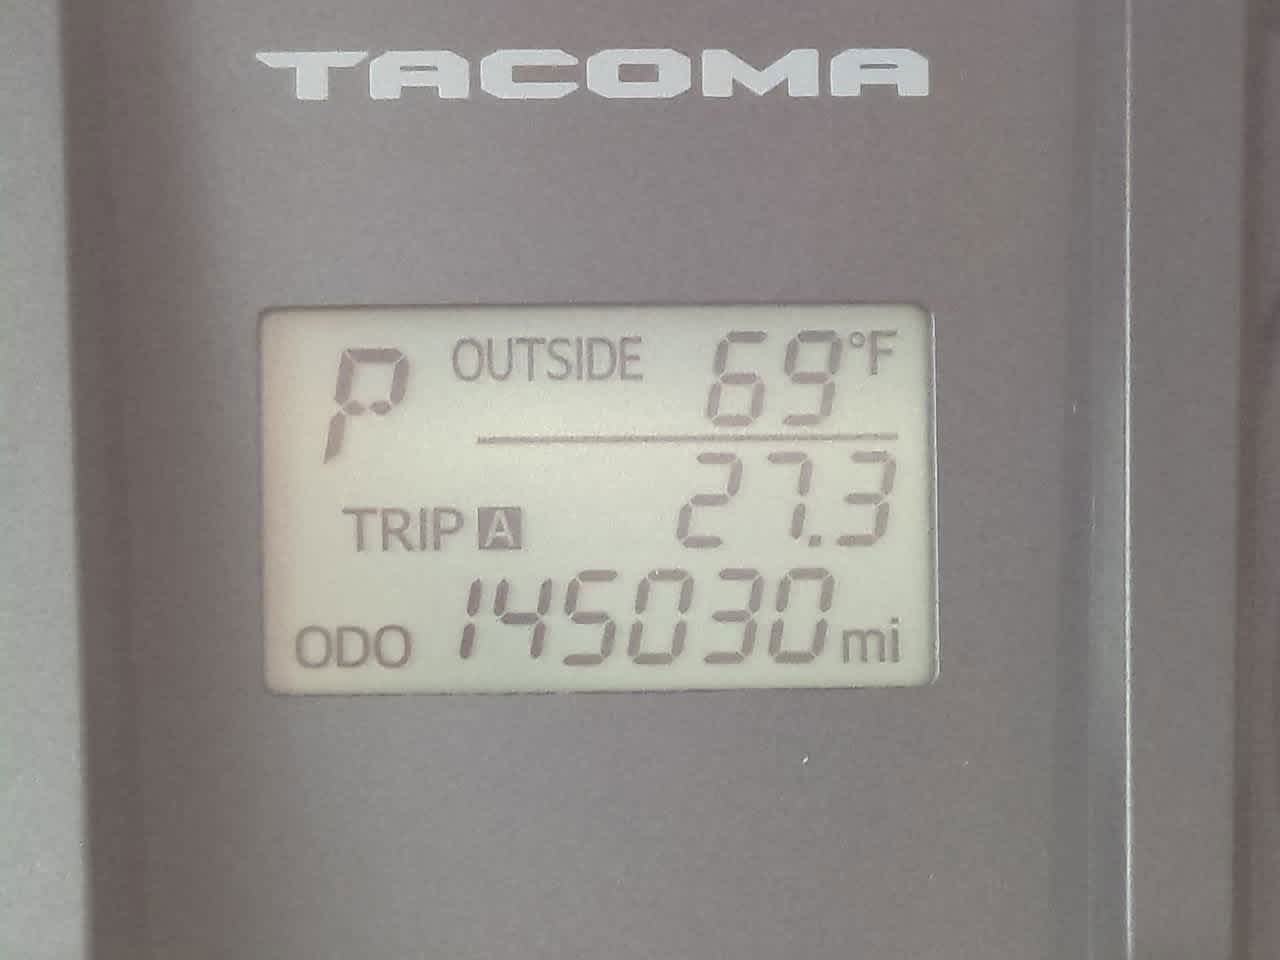 TACOMA
P OUTSIDE 69°F
TRIP A 27.3
ODO 145030 mi